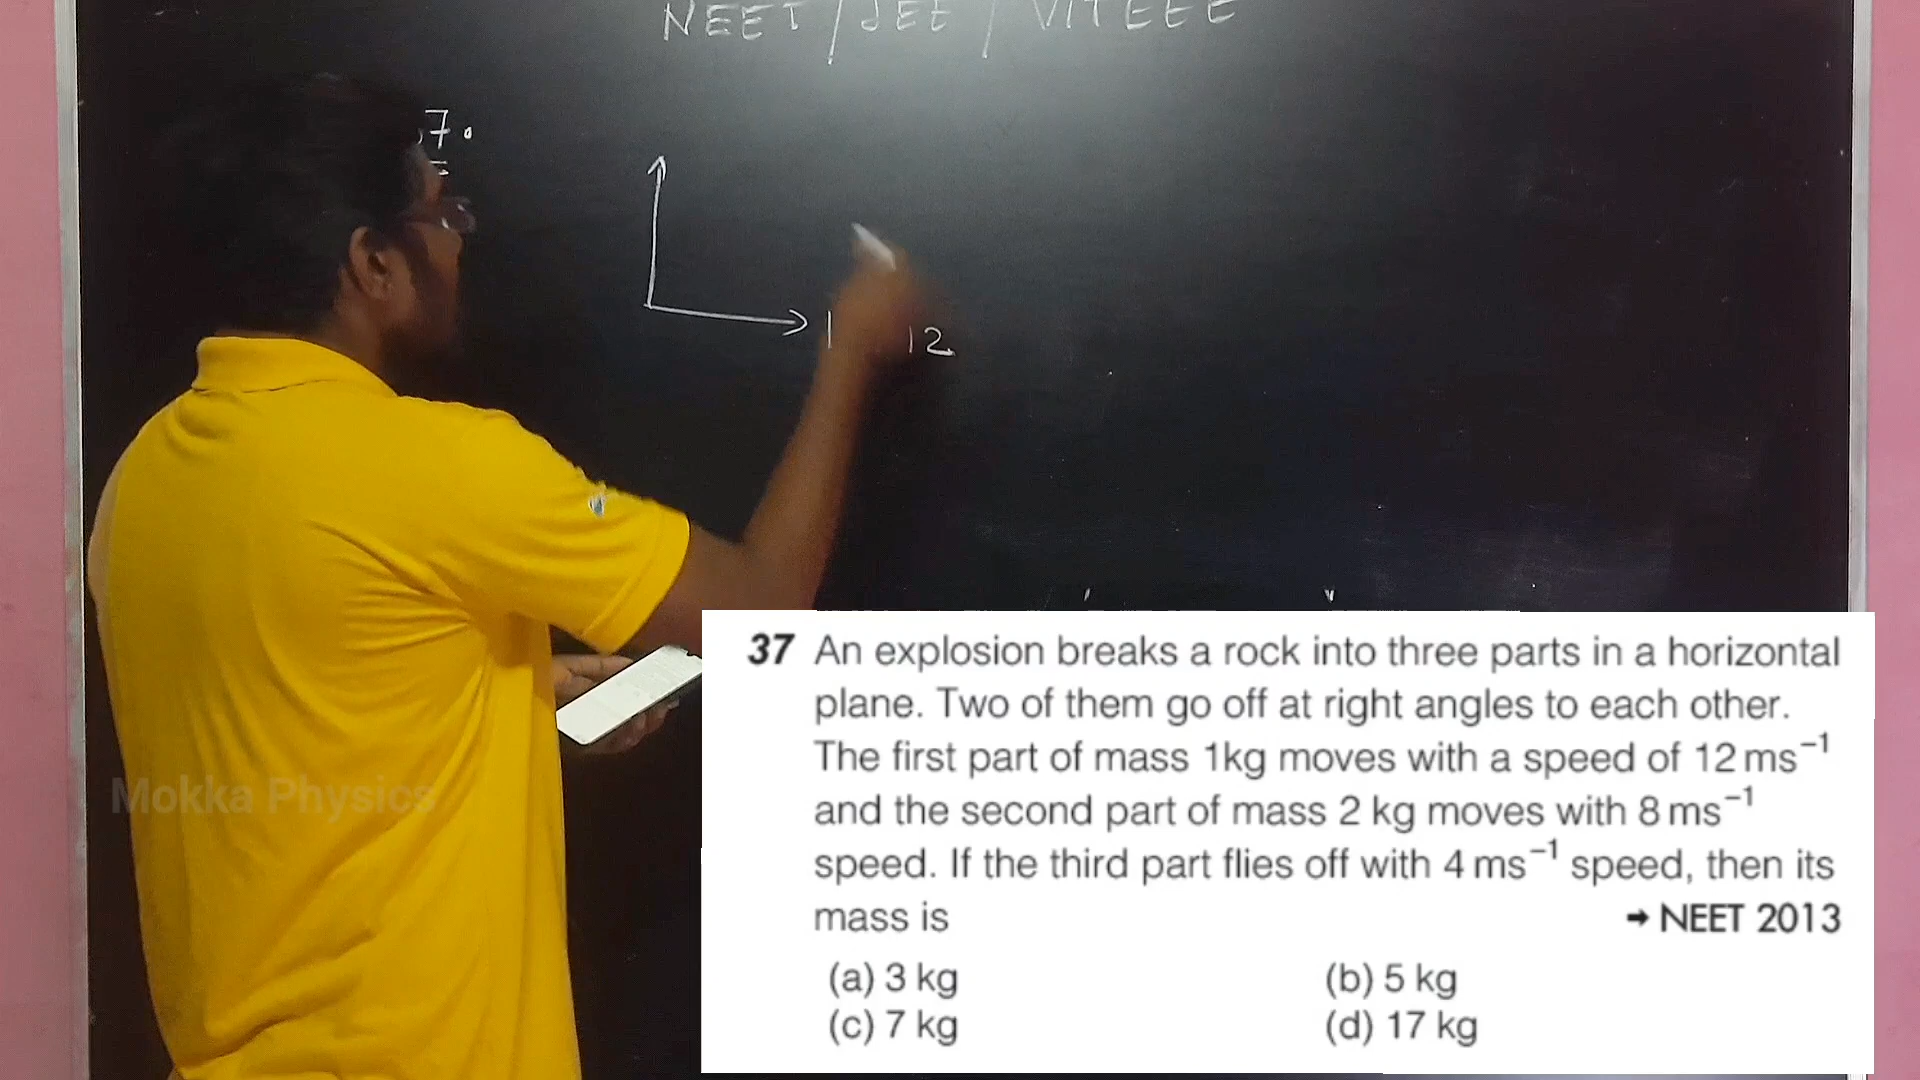 NEET / JEE / VITEEE
37.
1 12
Mokka Physics
37 An explosion breaks a rock into three parts in a horizontal
plane. Two of them go off at right angles to each other.
The first part of mass 1kg moves with a speed of 12 ms⁻¹
and the second part of mass 2 kg moves with 8 ms⁻¹
speed. If the third part flies off with 4 ms⁻¹ speed, then its
mass is → NEET 2013
(a) 3 kg (b) 5 kg
(c) 7 kg (d) 17 kg